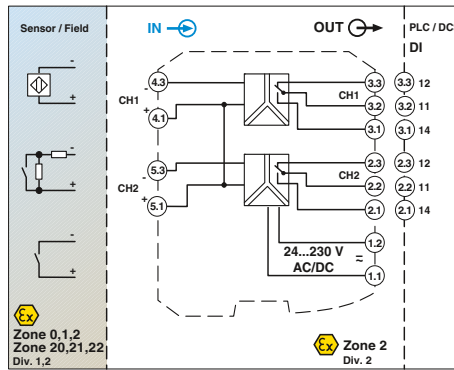 Sensor / Field
IN
OUT
PLC / DCS
DI
-
+
-
+
-
+
4.3
-
CH1
+
4.1
5.3
-
CH2
+
5.1
3.3
CH1
3.2
3.1
2.3
CH2
2.2
2.1
1.2
24...230 V
≈
AC/DC
1.1
3.3 12
3.2 11
3.1 14
2.3 12
2.2 11
2.1 14
Ex
Zone 0,1,2
Zone 20,21,22
Div. 1,2
Ex Zone 2
Div. 2